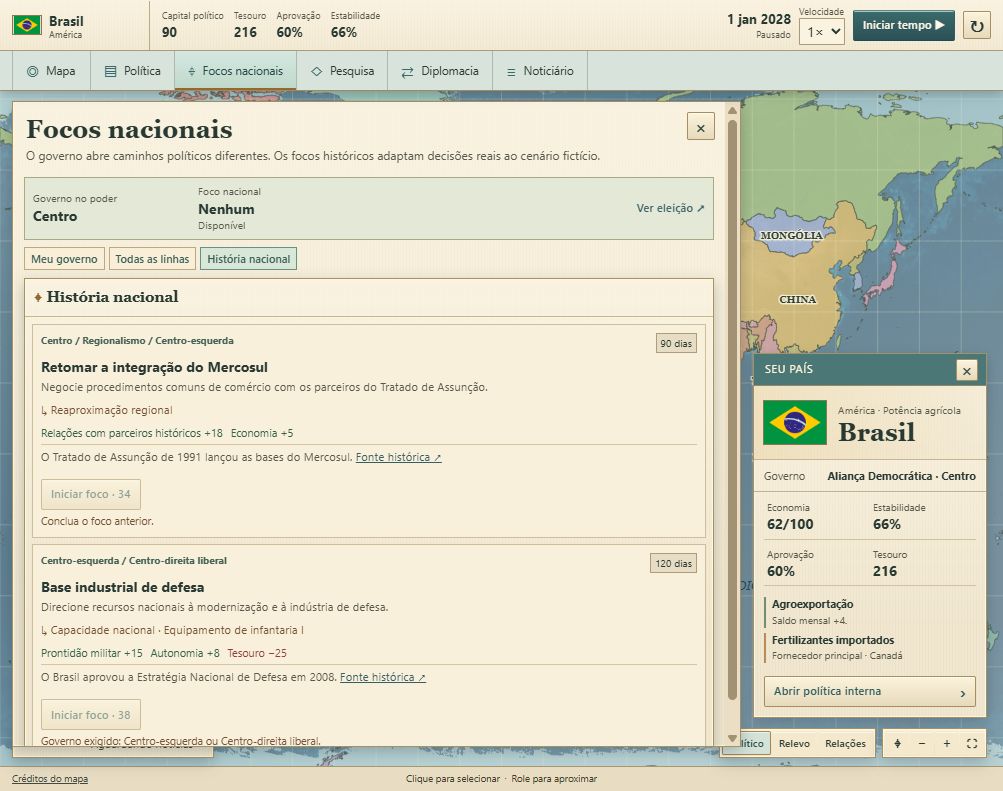 Brasil
América
Capital político
90
Tesouro
216
Aprovação
60%
Estabilidade
66%
1 jan 2028
Pausado
Velocidade
1×
Iniciar tempo ▶
Mapa
Política
Focos nacionais
Pesquisa
Diplomacia
Noticiário
Focos nacionais
O governo abre caminhos políticos diferentes. Os focos históricos adaptam decisões reais ao cenário fictício.
Governo no poder
Centro
Foco nacional
Nenhum
Disponível
Ver eleição ↗
Meu governo
Todas as linhas
História nacional
História nacional
Centro / Regionalismo / Centro-esquerda
90 dias
Retomar a integração do Mercosul
Negocie procedimentos comuns de comércio com os parceiros do Tratado de Assunção.
↳ Reaproximação regional
Relações com parceiros históricos +18 Economia +5
O Tratado de Assunção de 1991 lançou as bases do Mercosul. Fonte histórica ↗
Iniciar foco · 34
Conclua o foco anterior.
Centro-esquerda / Centro-direita liberal
120 dias
Base industrial de defesa
Direcione recursos nacionais à modernização e à indústria de defesa.
↳ Capacidade nacional · Equipamento de infantaria I
Prontidão militar +15 Autonomia +8 Tesouro −25
O Brasil aprovou a Estratégia Nacional de Defesa em 2008. Fonte histórica ↗
Iniciar foco · 38
Governo exigido: Centro-esquerda ou Centro-direita liberal.
MONGÓLIA
CHINA
SEU PAÍS
América · Potência agrícola
Brasil
Governo
Aliança Democrática · Centro
Economia
62/100
Estabilidade
66%
Aprovação
60%
Tesouro
216
Agroexportação
Saldo mensal +4.
Fertilizantes importados
Fornecedor principal · Canadá
Abrir política interna ›
lítico
Relevo
Relações
Créditos do mapa
Clique para selecionar · Role para aproximar